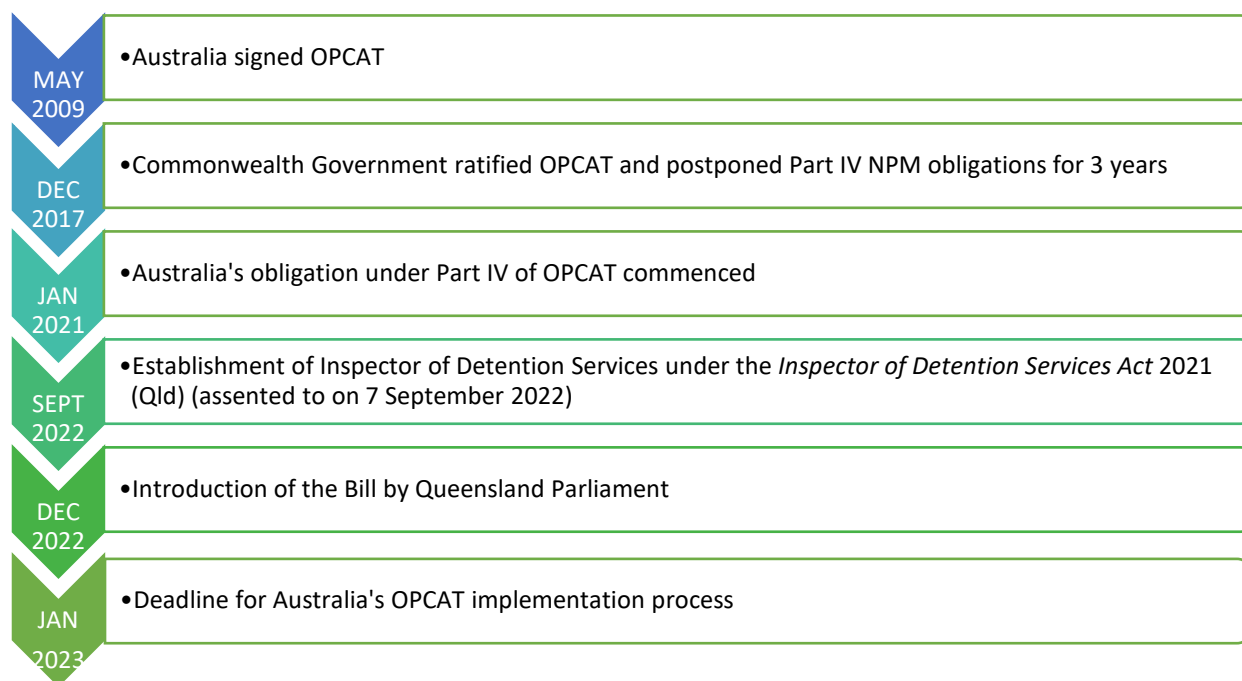 MAY
2009
•Australia signed OPCAT
DEC
2017
•Commonwealth Government ratified OPCAT and postponed Part IV NPM obligations for 3 years
JAN
2021
•Australia's obligation under Part IV of OPCAT commenced
SEPT
2022
•Establishment of Inspector of Detention Services under the Inspector of Detention Services Act 2021
(Qld) (assented to on 7 September 2022)
DEC
2022
•Introduction of the Bill by Queensland Parliament
JAN
2023
•Deadline for Australia's OPCAT implementation process